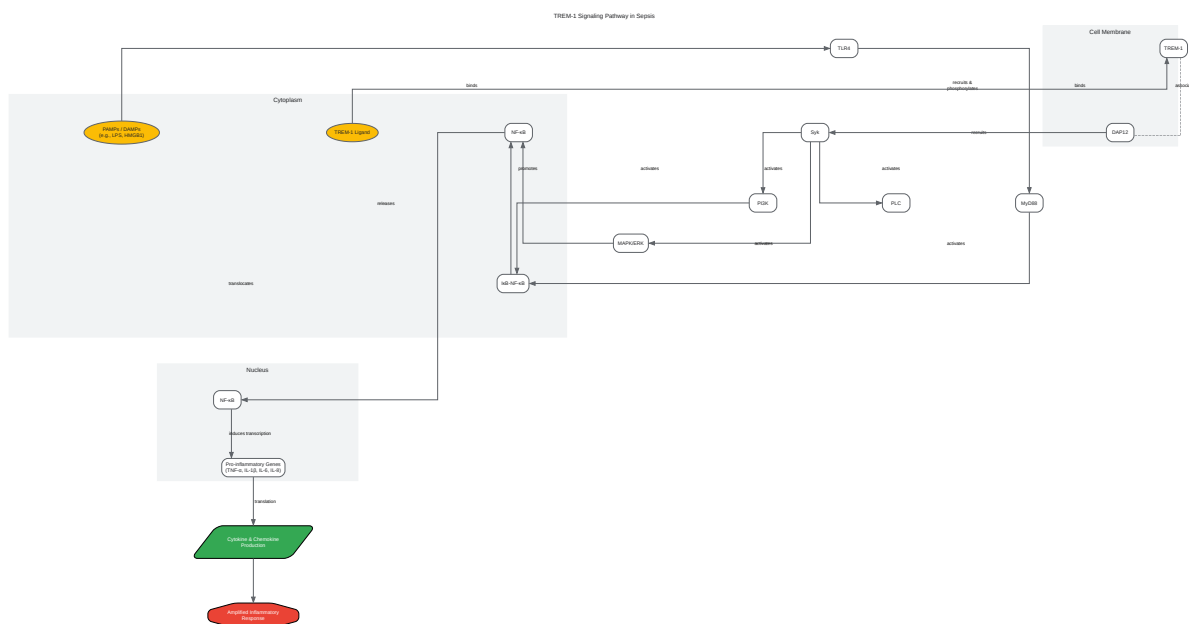 TREM-1 Signaling Pathway in Sepsis
Cell Membrane
TLR4
TREM-1
binds
recruits &
phosphorylates
binds
associ
Cytoplasm
PAMPs / DAMPs
(e.g., LPS, HMGB1)
TREM-1 Ligand
NF-κB
Syk
recruits
DAP12
promotes
activates
activates
activates
releases
PI3K
PLC
MyD88
MAPK/ERK
activates
activates
translocates
IκB-NF-κB
Nucleus
NF-κB
induces transcription
Pro-inflammatory Genes
(TNF-α, IL-1β, IL-6, IL-8)
translation
Cytokine & Chemokine
Production
Amplified Inflammatory
Response